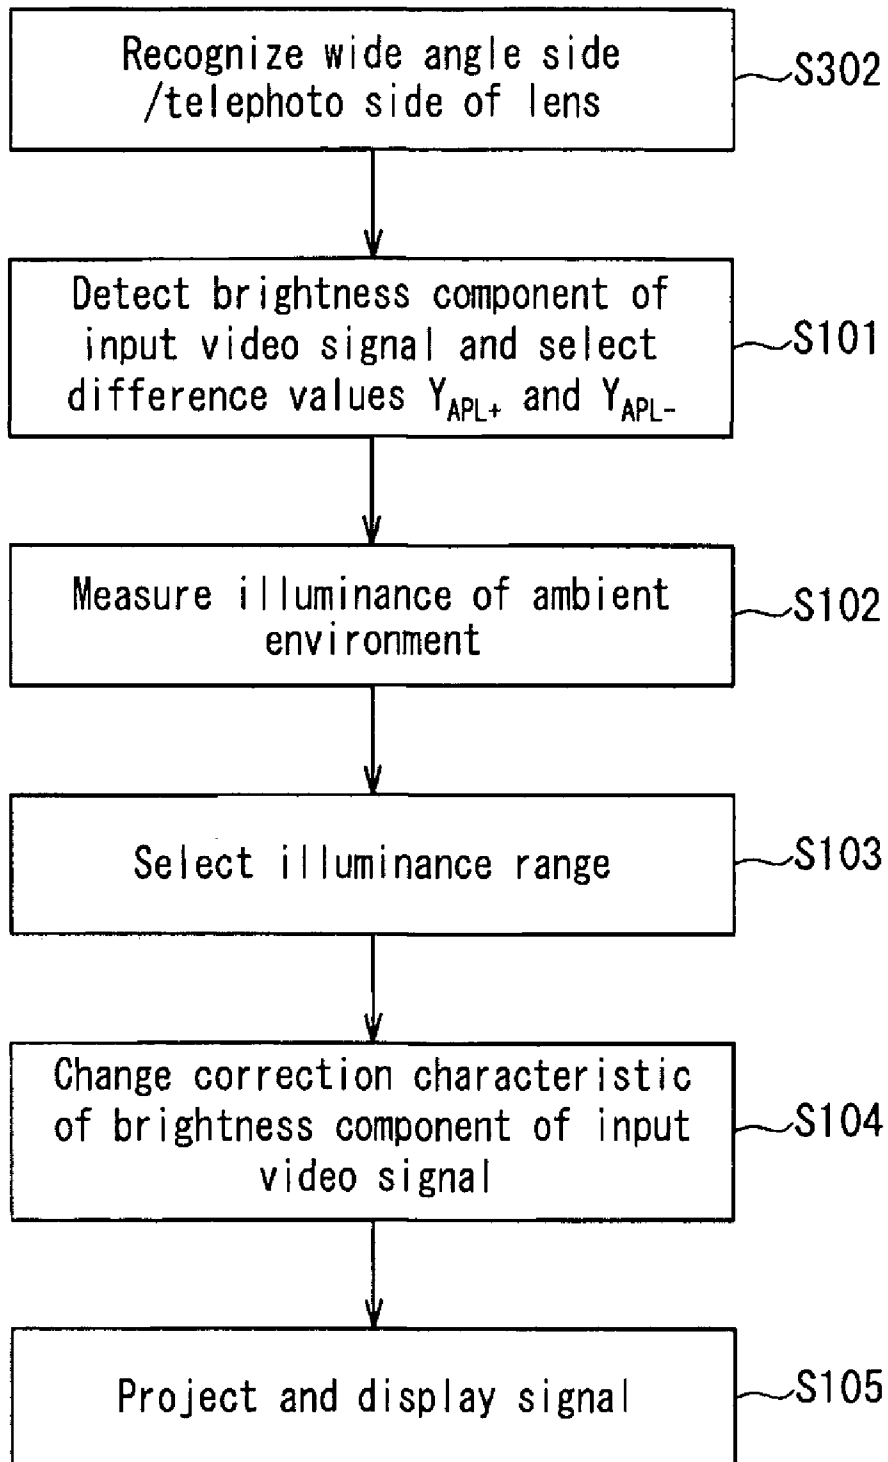 Recognize wide angle side
/telephoto side of lens
S302
Detect brightness component of
input video signal and select
difference values Y_APL+ and Y_APL-
S101
Measure illuminance of ambient
environment
S102
Select illuminance range
S103
Change correction characteristic
of brightness component of input
video signal
S104
Project and display signal
S105